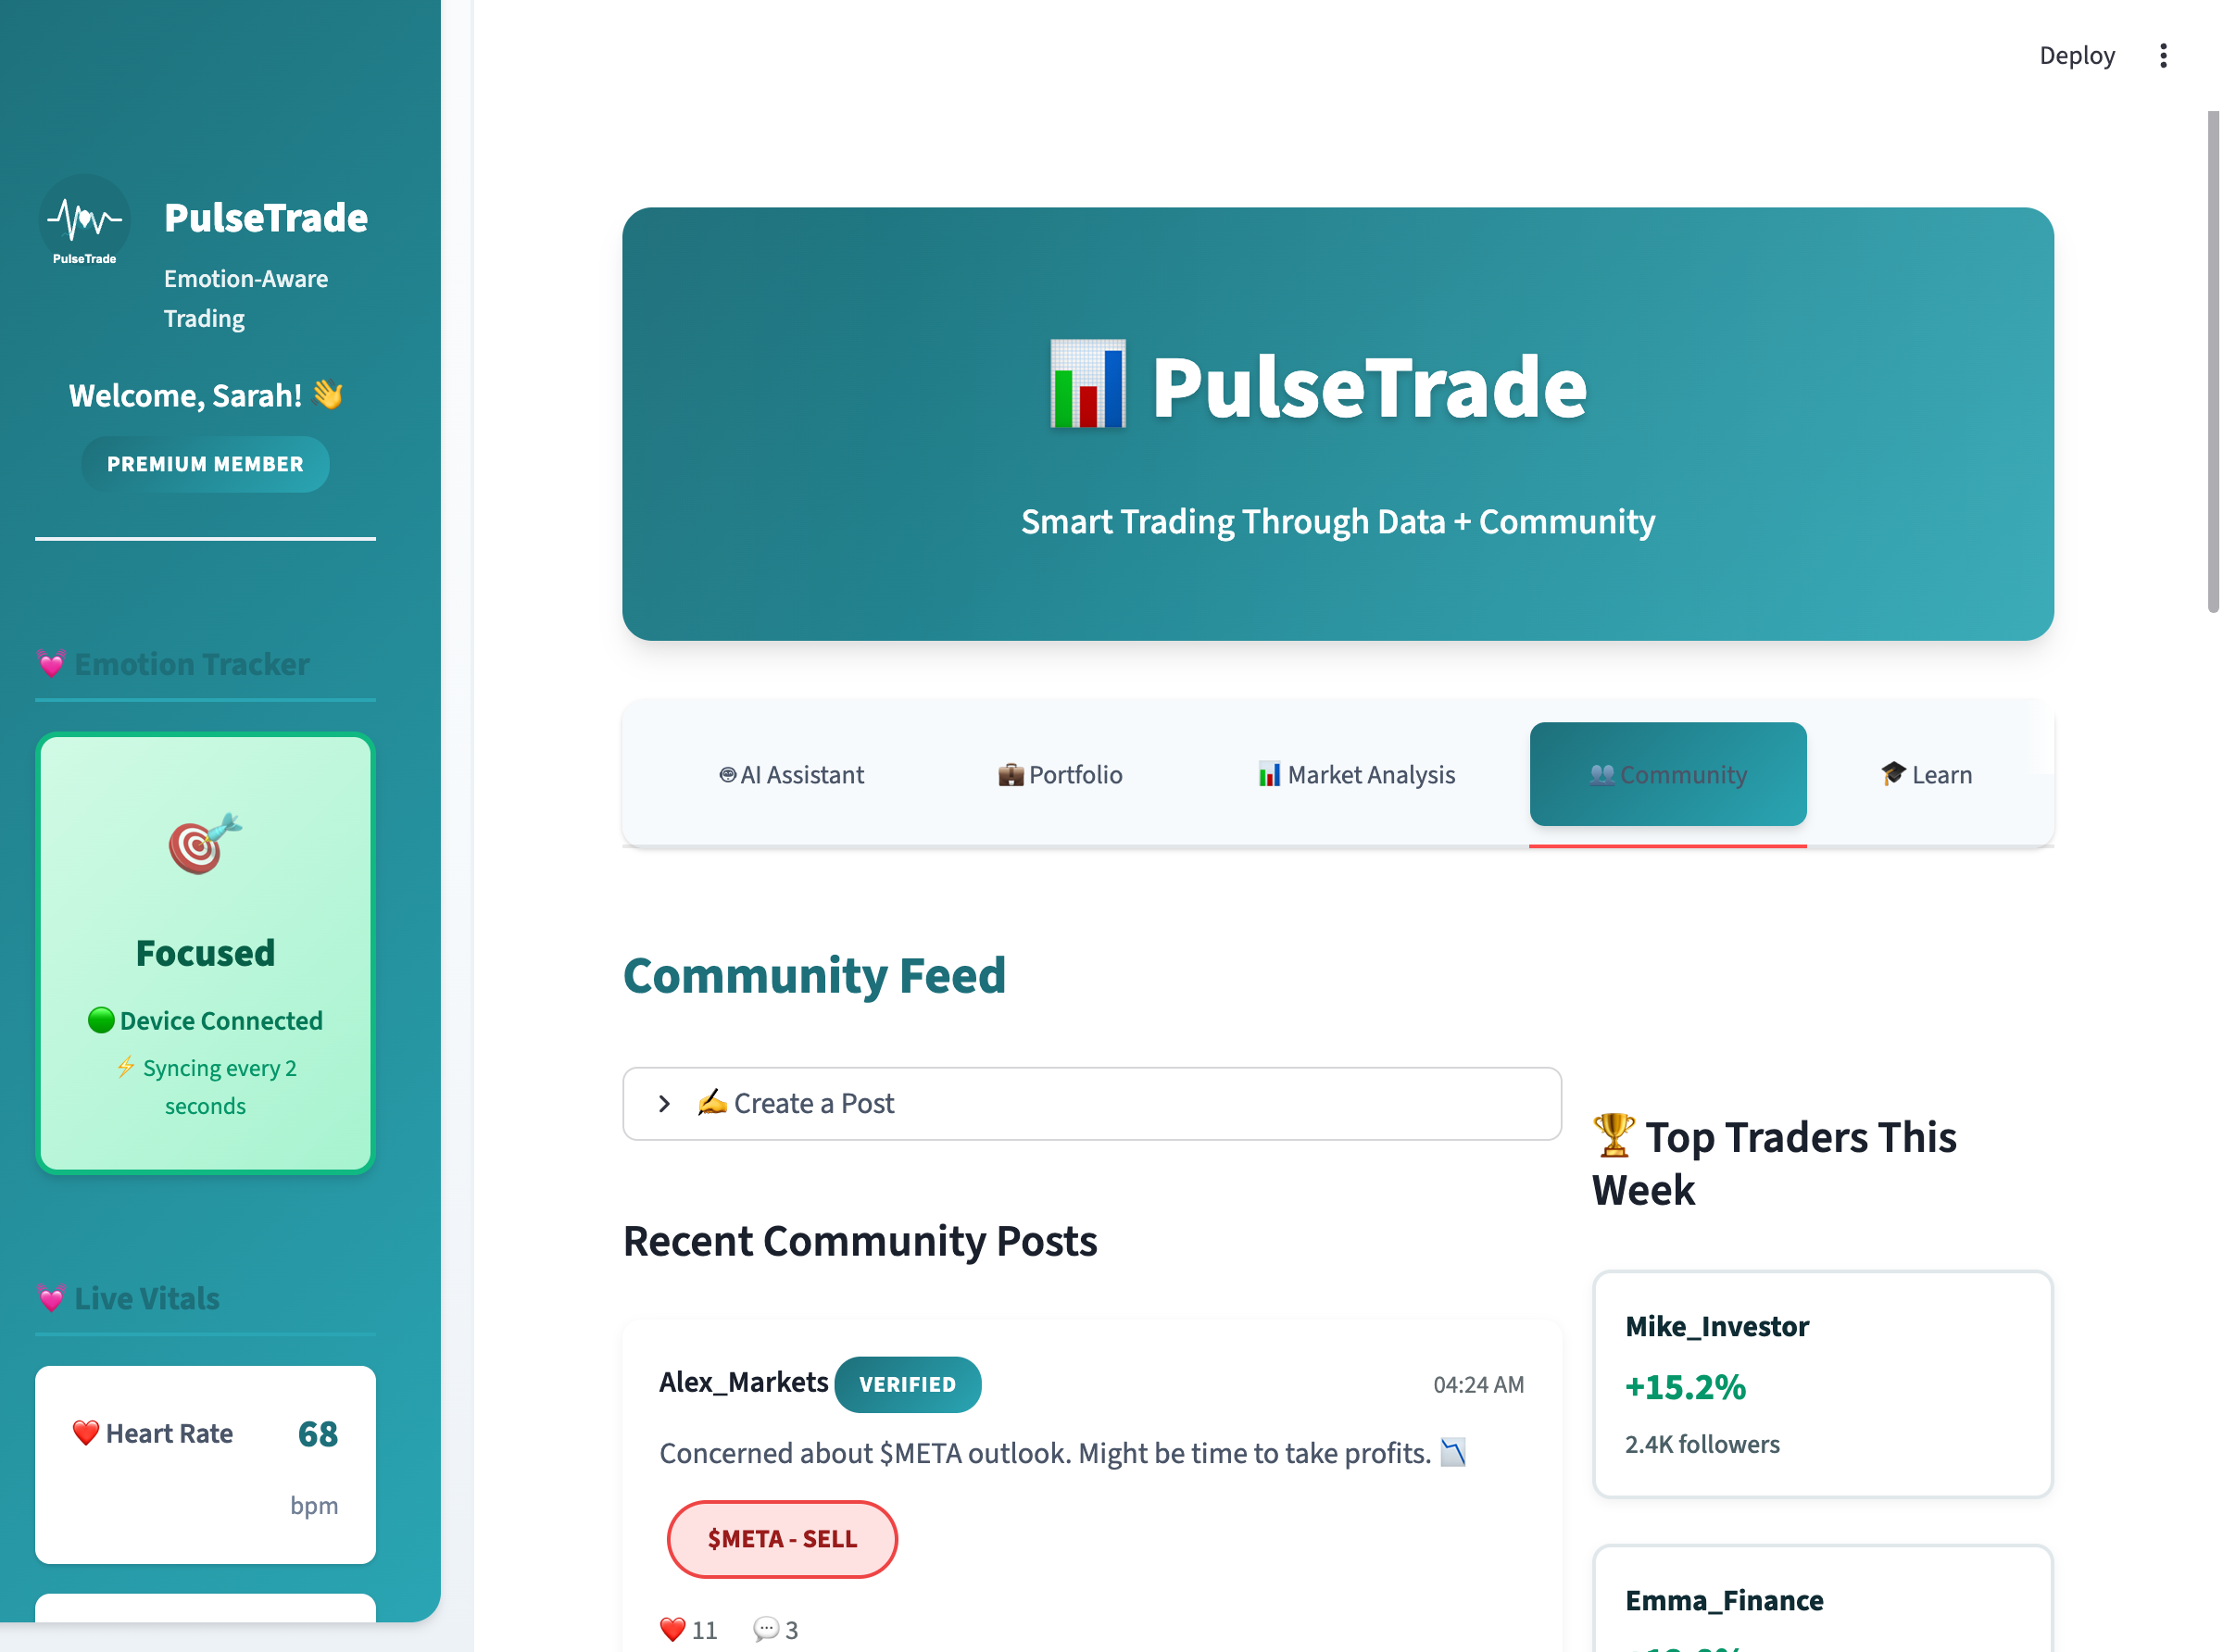 Deploy
PulseTrade
PulseTrade
Emotion-Aware
Trading
Welcome, Sarah! 👋
PREMIUM MEMBER
💓 Emotion Tracker
Focused
Device Connected
⚡ Syncing every 2
seconds
💓 Live Vitals
❤️ Heart Rate
68
bpm
📊 PulseTrade
Smart Trading Through Data + Community
🤖 AI Assistant
💼 Portfolio
📊 Market Analysis
👥 Community
🎓 Learn
Community Feed
✍️ Create a Post
Recent Community Posts
Alex_Markets
VERIFIED
04:24 AM
Concerned about $META outlook. Might be time to take profits. 📉
$META - SELL
❤️ 11
💬 3
🏆 Top Traders This
Week
Mike_Investor
+15.2%
2.4K followers
Emma_Finance